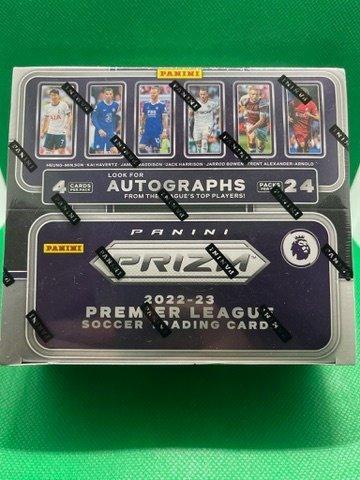 PANINI
HEUNG-MIN SON · KAI HAVERTZ · JAMES MADDISON · JACK HARRISON · JARROD BOWEN · TRENT ALEXANDER-ARNOLD
4 CARDS PER PACK
LOOK FOR
AUTOGRAPHS
FROM THE LEAGUE'S TOP PLAYERS!
PACKS PER BOX 24
PANINI
PANINI
PRIZM
2022-23
PREMIER LEAGUE
SOCCER TRADING CARDS